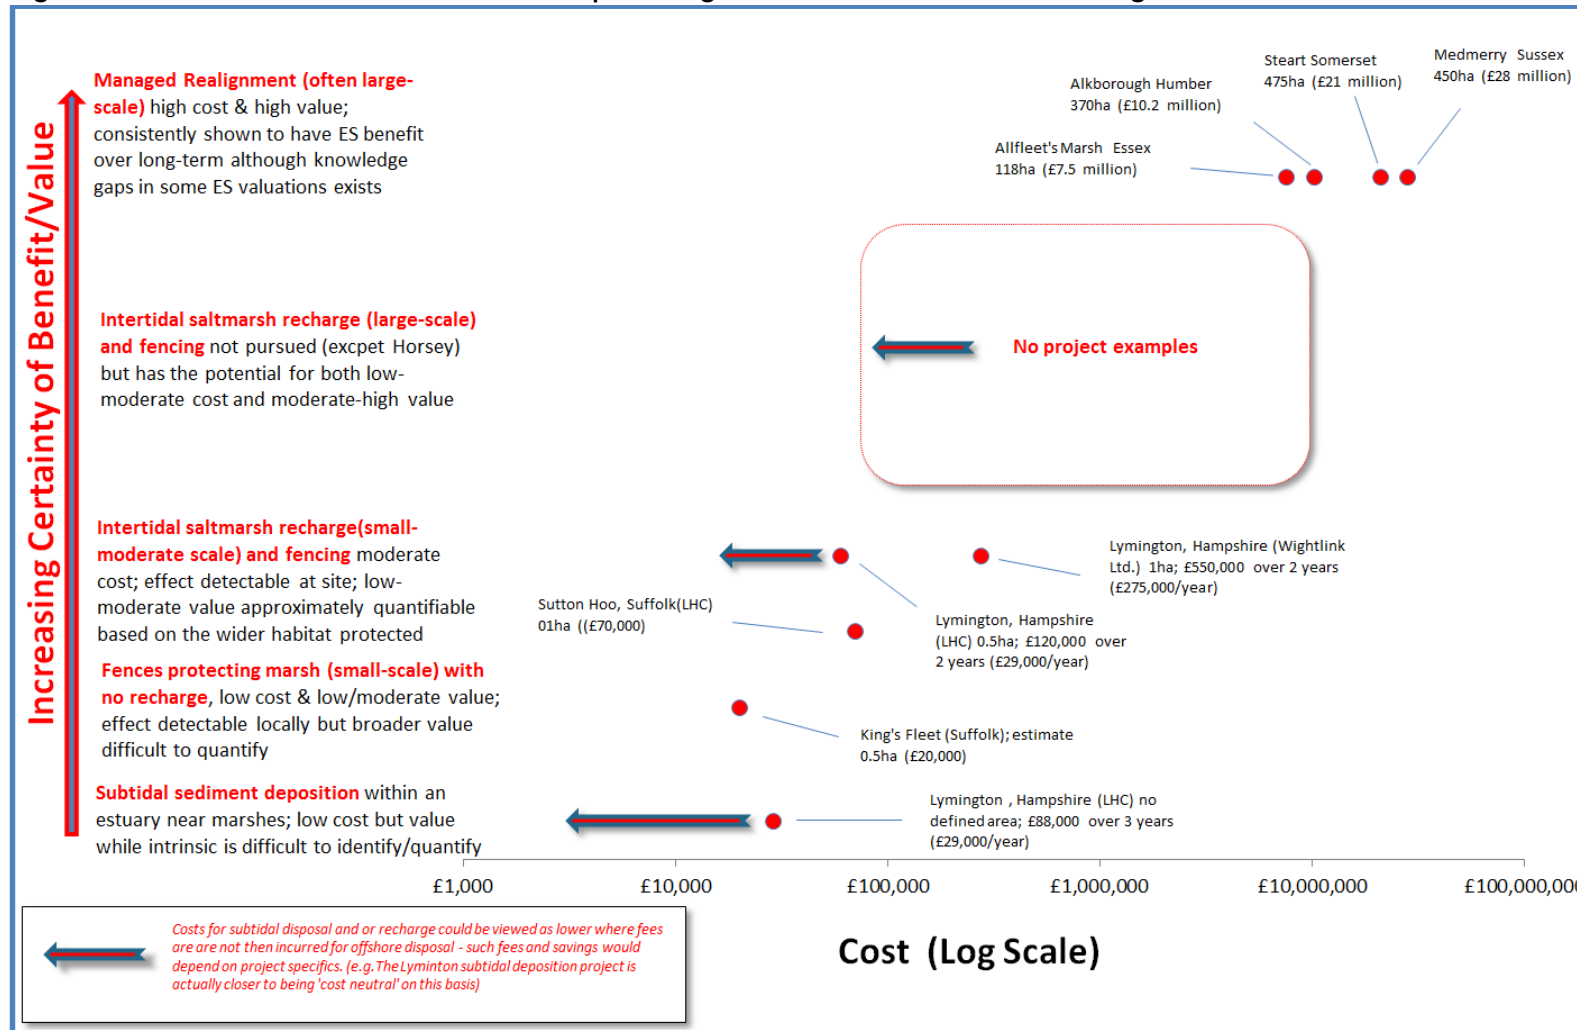 Increasing Certainty of Benefit/Value
Managed Realignment (often large-
scale) high cost & high value;
consistently shown to have ES benefit
over long-term although knowledge
gaps in some ES valuations exists
Alkborough Humber
370ha (£10.2 million)
Steart Somerset
475ha (£21 million)
Medmerry Sussex
450ha (£28 million)
Allfleet's Marsh Essex
118ha (£7.5 million)
Intertidal saltmarsh recharge (large-scale)
and fencing not pursued (excpet Horsey)
but has the potential for both low-
moderate cost and moderate-high value
No project examples
Intertidal saltmarsh recharge(small-
moderate scale) and fencing moderate
cost; effect detectable at site; low-
moderate value approximately quantifiable
based on the wider habitat protected
Lymington, Hampshire (Wightlink
Ltd.) 1ha; £550,000 over 2 years
(£275,000/year)
Sutton Hoo, Suffolk(LHC)
01ha ((£70,000)
Lymington, Hampshire
(LHC) 0.5ha; £120,000 over
2 years (£29,000/year)
Fences protecting marsh (small-scale) with
no recharge, low cost & low/moderate value;
effect detectable locally but broader value
difficult to quantify
King's Fleet (Suffolk); estimate
0.5ha (£20,000)
Subtidal sediment deposition within an
estuary near marshes; low cost but value
while intrinsic is difficult to identify/quantify
Lymington , Hampshire (LHC) no
defined area; £88,000 over 3 years
(£29,000/year)
£1,000
£10,000
£100,000
£1,000,000
£10,000,000
£100,000,000
Cost (Log Scale)
Costs for subtidal disposal and or recharge could be viewed as lower where fees
are are not then incurred for offshore disposal - such fees and savings would
depend on project specifics. (e.g.The Lyminton subtidal deposition project is
actually closer to being 'cost neutral' on this basis)